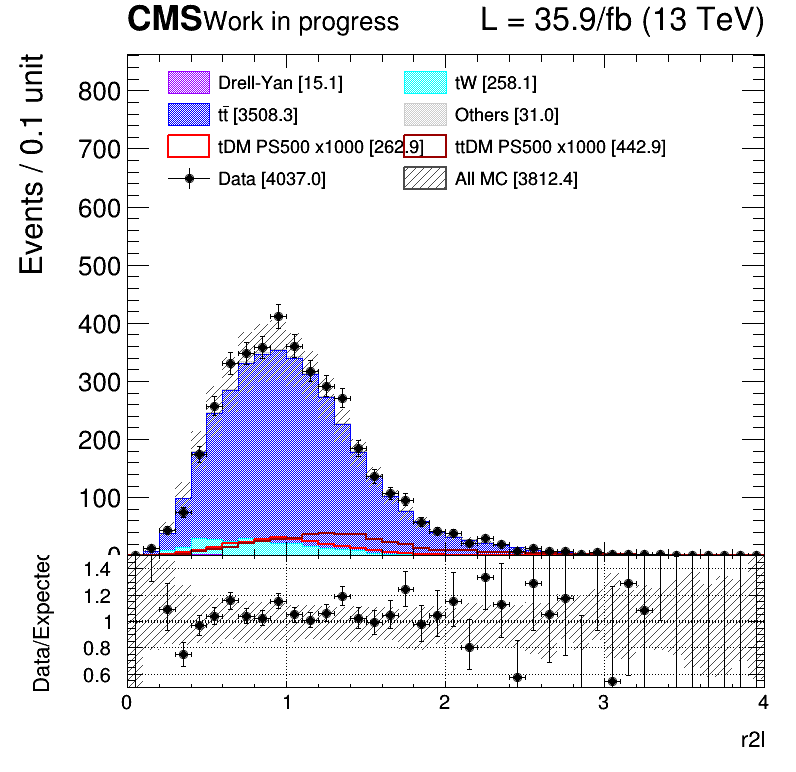 CMS Work in progress L = 35.9/fb (13 TeV)
Events / 0.1 unit
Drell-Yan [15.1] tW [258.1]
tt̄ [3508.3] Others [31.0]
tDM PS500 x1000 [262.9] ttDM PS500 x1000 [442.9]
Data [4037.0] All MC [3812.4]
800
700
600
500
400
300
200
100
0
Data/Expected
1.4
1.2
1
0.8
0.6
0 1 2 3 4
r2l